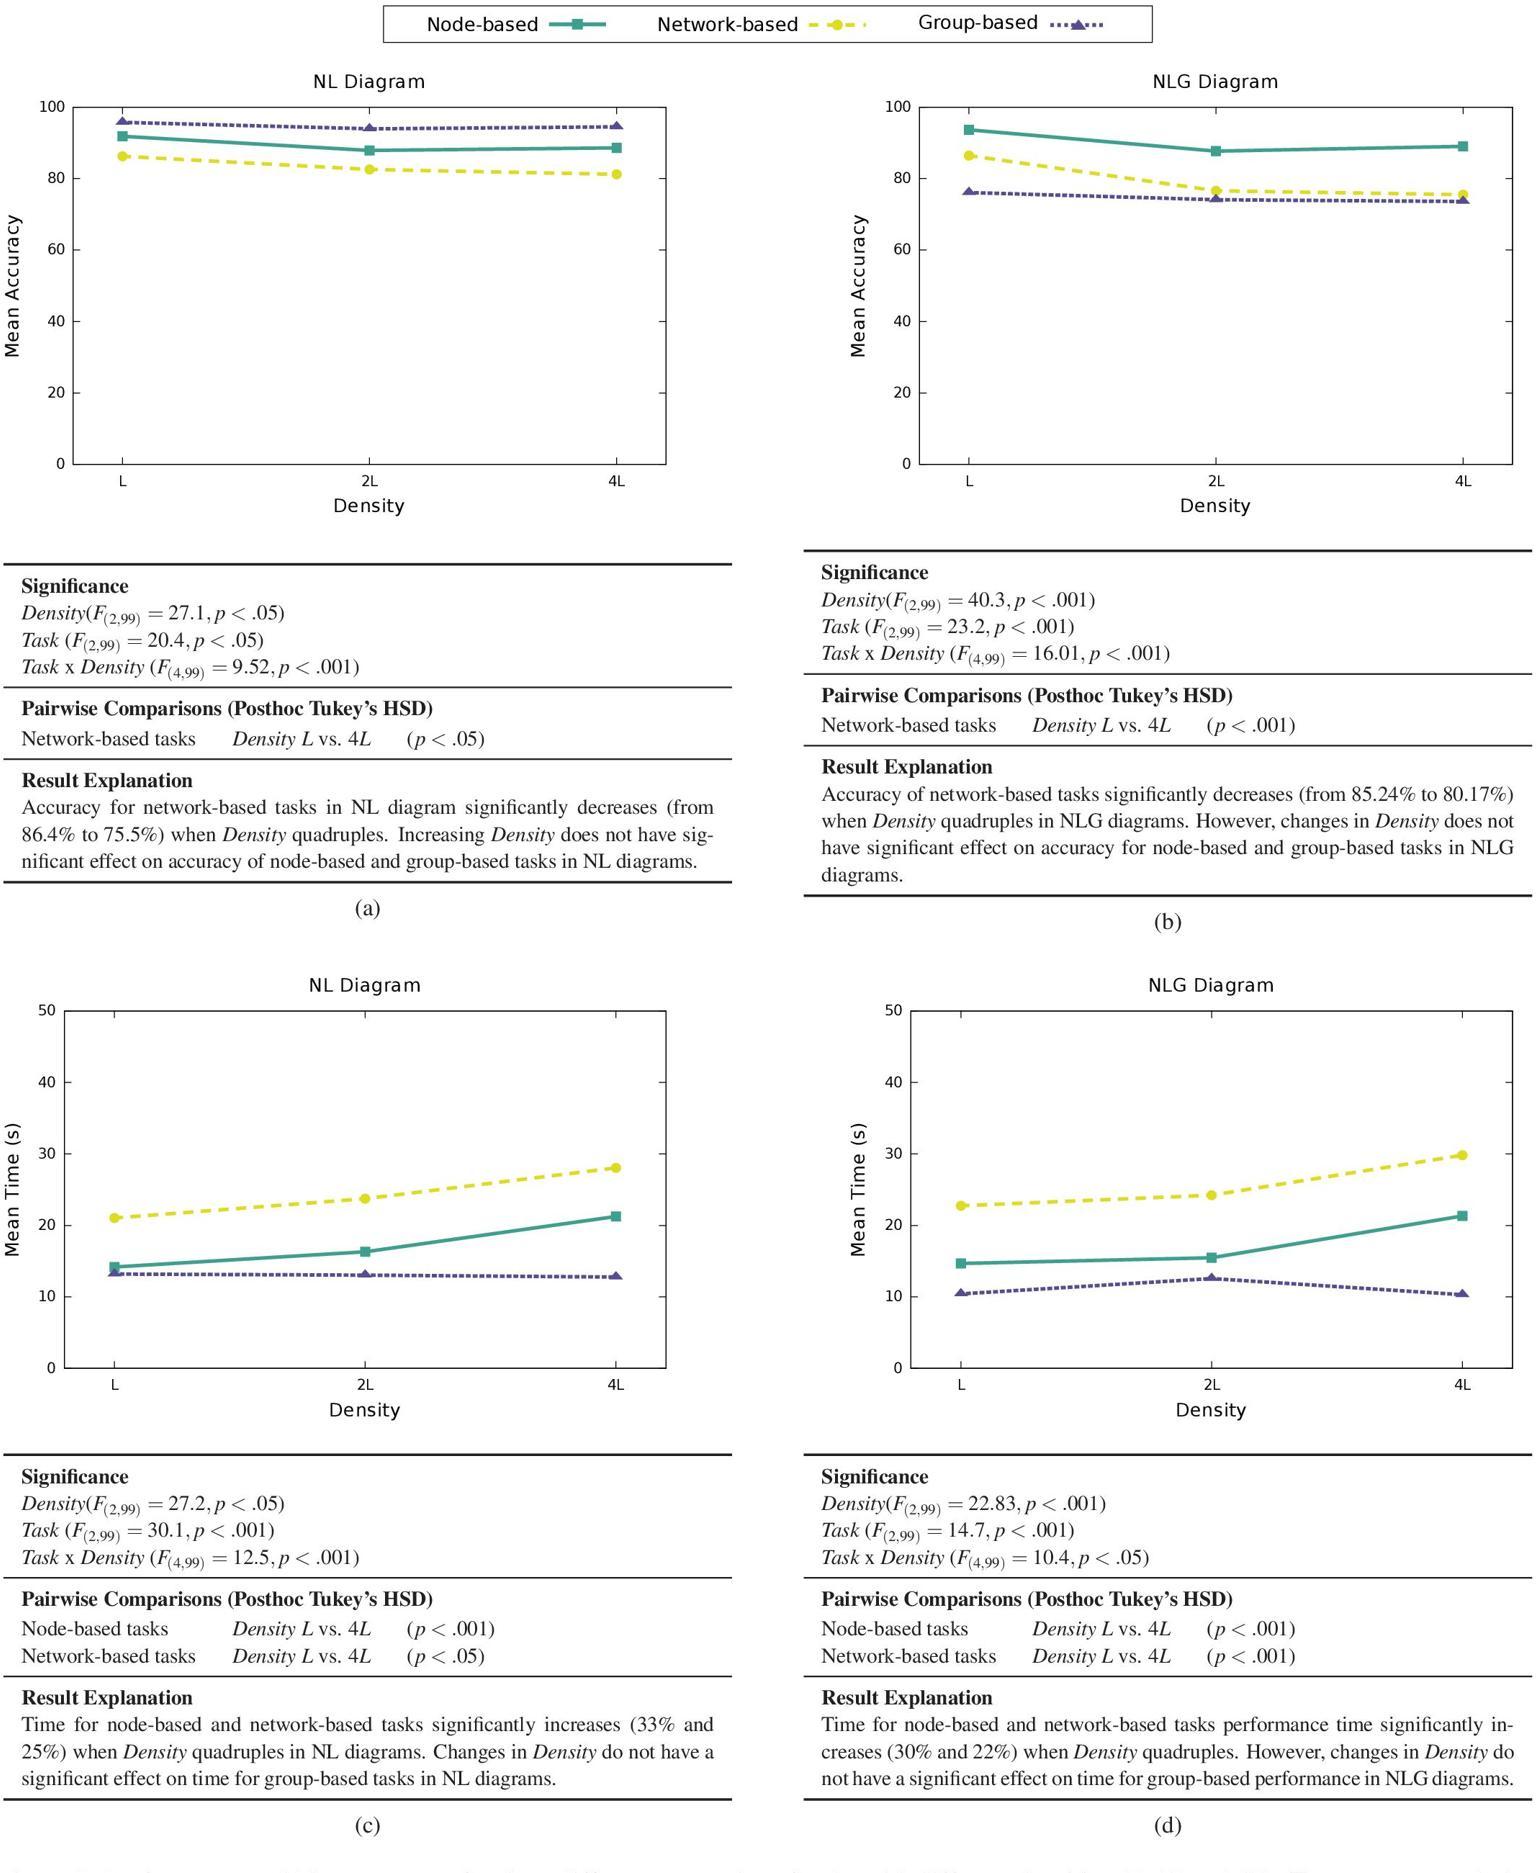 Node-based Network-based Group-based
NL Diagram
100
80
60
40
20
0
Mean Accuracy
L 2L 4L
Density
NLG Diagram
100
80
60
40
20
0
Mean Accuracy
L 2L 4L
Density
Significance
Density(F(2,99) = 27.1, p < .05)
Task (F(2,99) = 20.4, p < .05)
Task x Density (F(4,99) = 9.52, p < .001)
Pairwise Comparisons (Posthoc Tukey's HSD)
Network-based tasks Density L vs. 4L (p < .05)
Result Explanation
Accuracy for network-based tasks in NL diagram significantly decreases (from
86.4% to 75.5%) when Density quadruples. Increasing Density does not have sig-
nificant effect on accuracy of node-based and group-based tasks in NL diagrams.
(a)
Significance
Density(F(2,99) = 40.3, p < .001)
Task (F(2,99) = 23.2, p < .001)
Task x Density (F(4,99) = 16.01, p < .001)
Pairwise Comparisons (Posthoc Tukey's HSD)
Network-based tasks Density L vs. 4L (p < .001)
Result Explanation
Accuracy of network-based tasks significantly decreases (from 85.24% to 80.17%)
when Density quadruples in NLG diagrams. However, changes in Density does not
have significant effect on accuracy for node-based and group-based tasks in NLG
diagrams.
(b)
NL Diagram
50
40
30
20
10
0
Mean Time (s)
L 2L 4L
Density
NLG Diagram
50
40
30
20
10
0
Mean Time (s)
L 2L 4L
Density
Significance
Density(F(2,99) = 27.2, p < .05)
Task (F(2,99) = 30.1, p < .001)
Task x Density (F(4,99) = 12.5, p < .001)
Pairwise Comparisons (Posthoc Tukey's HSD)
Node-based tasks Density L vs. 4L (p < .001)
Network-based tasks Density L vs. 4L (p < .05)
Result Explanation
Time for node-based and network-based tasks significantly increases (33% and
25%) when Density quadruples in NL diagrams. Changes in Density do not have a
significant effect on time for group-based tasks in NL diagrams.
(c)
Significance
Density(F(2,99) = 22.83, p < .001)
Task (F(2,99) = 14.7, p < .001)
Task x Density (F(4,99) = 10.4, p < .05)
Pairwise Comparisons (Posthoc Tukey's HSD)
Node-based tasks Density L vs. 4L (p < .001)
Network-based tasks Density L vs. 4L (p < .001)
Result Explanation
Time for node-based and network-based tasks performance time significantly in-
creases (30% and 22%) when Density quadruples. However, changes in Density do
not have a significant effect on time for group-based performance in NLG diagrams.
(d)